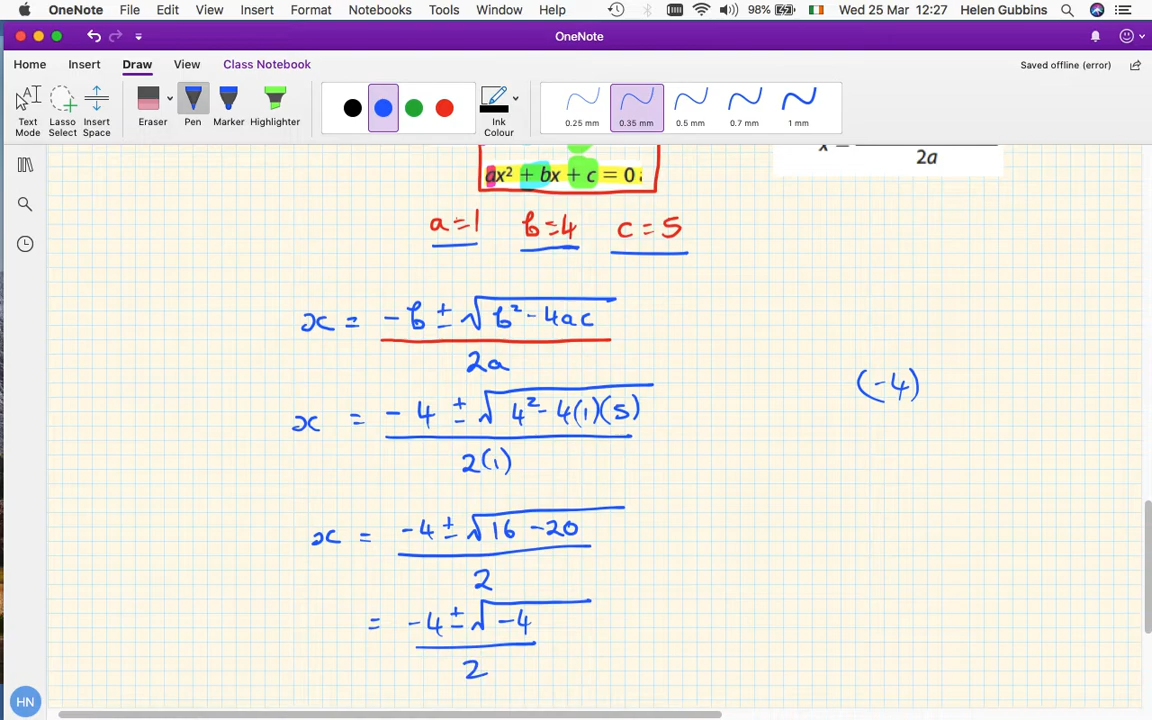 OneNote File Edit View Insert Format Notebooks Tools Window Help 98% Wed 25 Mar 12:27 Helen Gubbins
OneNote
Home Insert Draw View Class Notebook Saved offline (error)
Text Mode Lasso Select Insert Space Eraser Pen Marker Highlighter Ink Colour 0.25 mm 0.35 mm 0.5 mm 0.7 mm 1 mm
2a
ax² + bx + c = 0
a=1 b=4 c=5
x = -b ± √b² - 4ac
2a
(-4)
x = -4 ± √4² - 4(1)(5)
2(1)
x = -4 ± √16 - 20
2
= -4 ± √-4
2
HN